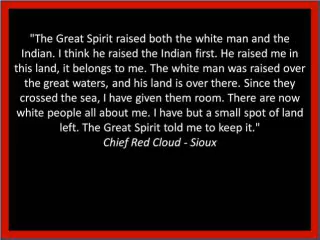 "The Great Spirit raised both the white man and the
Indian. I think he raised the Indian first. He raised me in
this land, it belongs to me. The white man was raised over
the great waters, and his land is over there. Since they
crossed the sea, I have given them room. There are now
white people all about me. I have but a small spot of land
left. The Great Spirit told me to keep it."
Chief Red Cloud - Sioux